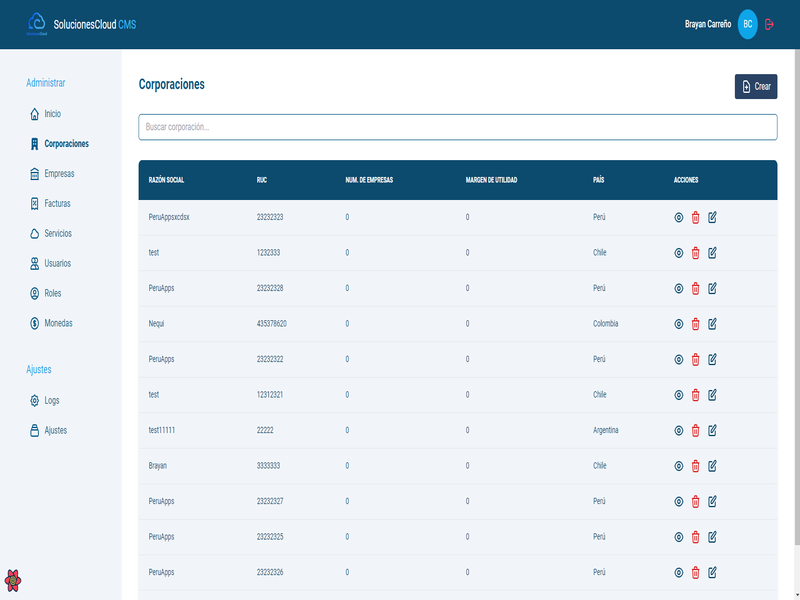 SolucionesCloud CMS
Brayan Carreño BC
Administrar
Inicio
Corporaciones
Empresas
Facturas
Servicios
Usuarios
Roles
Monedas
Ajustes
Logs
Ajustes
Corporaciones
Crear
Buscar corporación...
RAZÓN SOCIAL RUC NUM. DE EMPRESAS MARGEN DE UTILIDAD PAÍS ACCIONES
PeruAppsxcdsx 23232323 0 0 Perú
test 1232333 0 0 Chile
PeruApps 23232328 0 0 Perú
Nequi 435378620 0 0 Colombia
PeruApps 23232322 0 0 Perú
test 12312321 0 0 Chile
test11111 22222 0 0 Argentina
Brayan 3333333 0 0 Chile
PeruApps 23232327 0 0 Perú
PeruApps 23232325 0 0 Perú
PeruApps 23232326 0 0 Perú